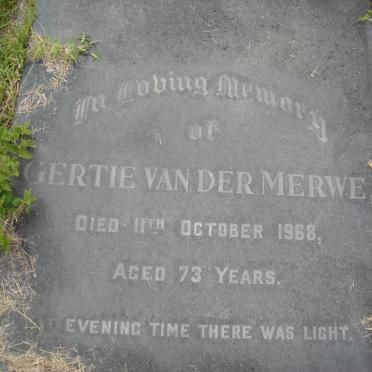 In Loving Memory
of
GERTIE VAN DER MERWE
DIED 11TH OCTOBER 1968,
AGED 73 YEARS.
EVENING TIME THERE WAS LIGHT.